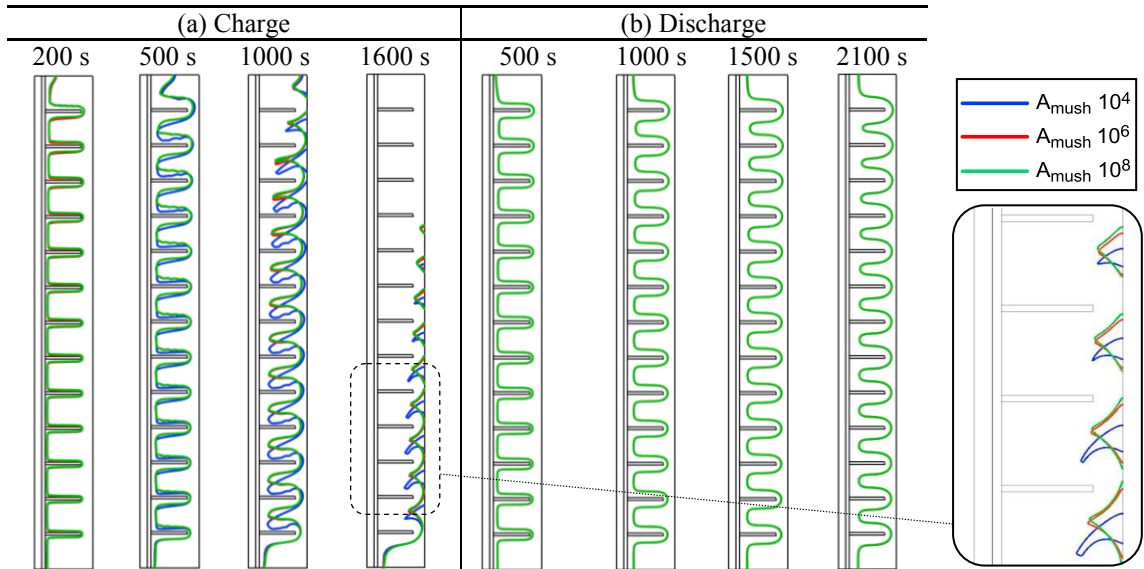 (a) Charge
(b) Discharge
200 s
500 s
1000 s
1600 s
500 s
1000 s
1500 s
2100 s
Amush 10⁴
Amush 10⁶
Amush 10⁸